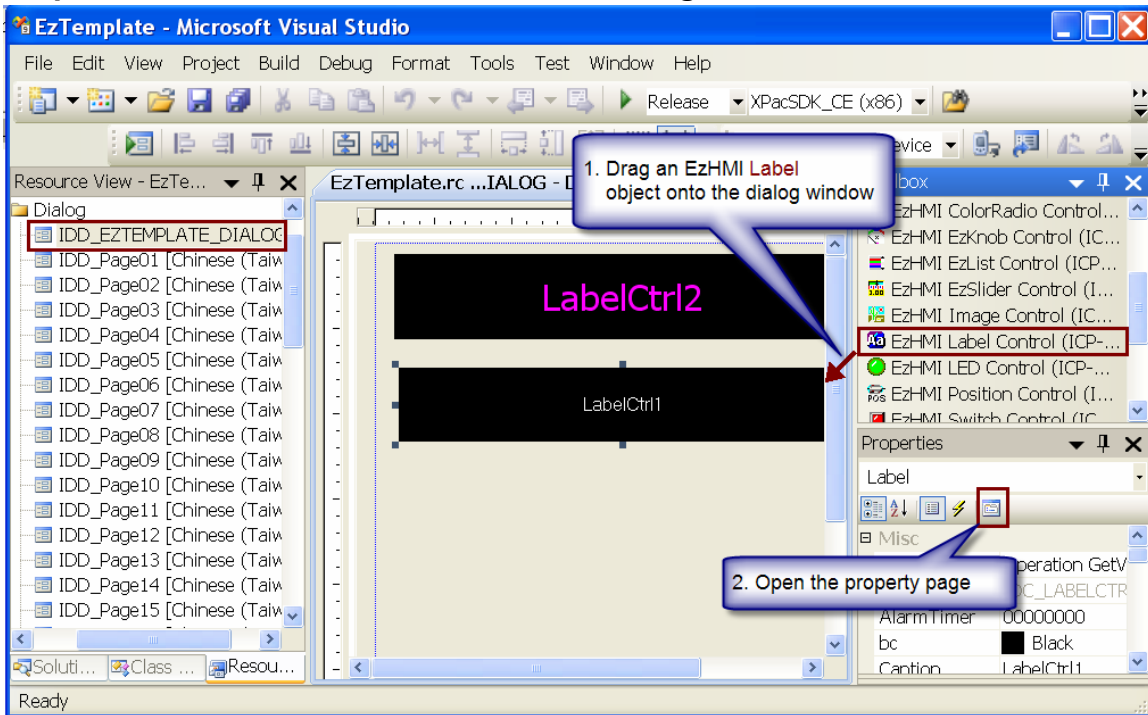 EzTemplate - Microsoft Visual Studio
File Edit View Project Build Debug Format Tools Test Window Help
Release XPacSDK_CE (x86)
evice
Resource View - EzTe...
EzTemplate.rc ...IALOG - D
box
Dialog
IDD_EZTEMPLATE_DIALOG
IDD_Page01 [Chinese (Taiw
IDD_Page02 [Chinese (Taiw
IDD_Page03 [Chinese (Taiw
IDD_Page04 [Chinese (Taiw
IDD_Page05 [Chinese (Taiw
IDD_Page06 [Chinese (Taiw
IDD_Page07 [Chinese (Taiw
IDD_Page08 [Chinese (Taiw
IDD_Page09 [Chinese (Taiw
IDD_Page10 [Chinese (Taiw
IDD_Page11 [Chinese (Taiw
IDD_Page12 [Chinese (Taiw
IDD_Page13 [Chinese (Taiw
IDD_Page14 [Chinese (Taiw
IDD_Page15 [Chinese (Taiw
Soluti... Class ... Resou...
LabelCtrl2
LabelCtrl1
1. Drag an EzHMI Label
object onto the dialog window
EzHMI ColorRadio Control...
EzHMI EzKnob Control (IC...
EzHMI EzList Control (ICP...
EzHMI EzSlider Control (I...
EzHMI Image Control (IC...
EzHMI Label Control (ICP-...
EzHMI LED Control (ICP-...
EzHMI Position Control (I...
EzHMI Switch Control (IC...
Properties
Label
Misc
2. Open the property page
peration GetV
C_LABELCTR
AlarmTimer 00000000
bc Black
Caption LabelCtrl1
Ready